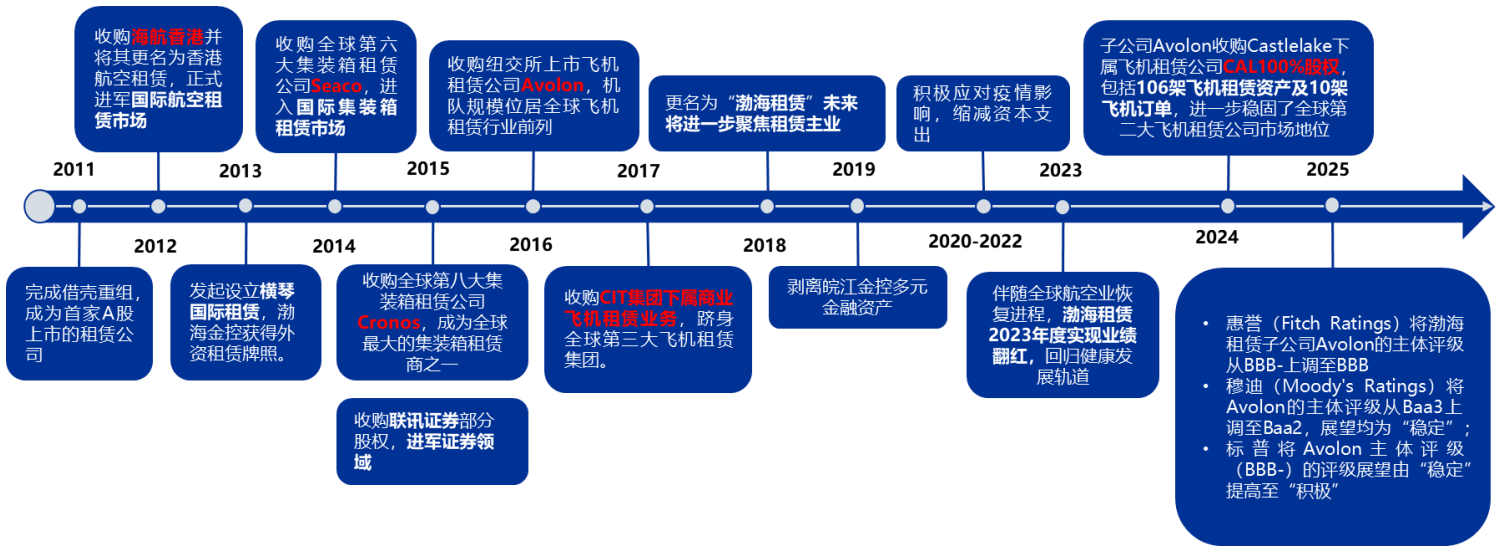 收购海航香港并
将其更名为香港
航空租赁，正式
进军国际航空租
赁市场
收购全球第六
大集装箱租赁
公司Seaco，进
入国际集装箱
租赁市场
收购纽交所上市飞机
租赁公司Avolon，机
队规模位居全球飞机
租赁行业前列
更名为“渤海租赁”未来
将进一步聚焦租赁主业
积极应对疫情影
响，缩减资本支
出
子公司Avolon收购Castlelake下
属飞机租赁公司CAL100%股权，
包括106架飞机租赁资产及10架
飞机订单，进一步稳固了全球第
二大飞机租赁公司市场地位
2011
2013
2015
2017
2019
2023
2025
2012
2014
2016
2018
2020-2022
2024
完成借壳重组，
成为首家A股
上市的租赁公
司
发起设立横琴
国际租赁，渤
海金控获得外
资租赁牌照。
收购全球第八大集
装箱租赁公司
Cronos，成为全球
最大的集装箱租赁
商之一
收购联讯证券部分
股权，进军证券领
域
收购CIT集团下属商业
飞机租赁业务，跻身
全球第三大飞机租赁
集团。
剥离皖江金控多元
金融资产
伴随全球航空业恢
复进程，渤海租赁
2023年度实现业绩
翻红，回归健康发
展轨道
• 惠誉（Fitch Ratings）将渤海
租赁子公司Avolon的主体评级
从BBB-上调至BBB
• 穆迪（Moody's Ratings）将
Avolon的主体评级从Baa3上
调至Baa2，展望均为“稳定”；
• 标普将Avolon主体评级
（BBB-）的评级展望由“稳定”
提高至“积极”